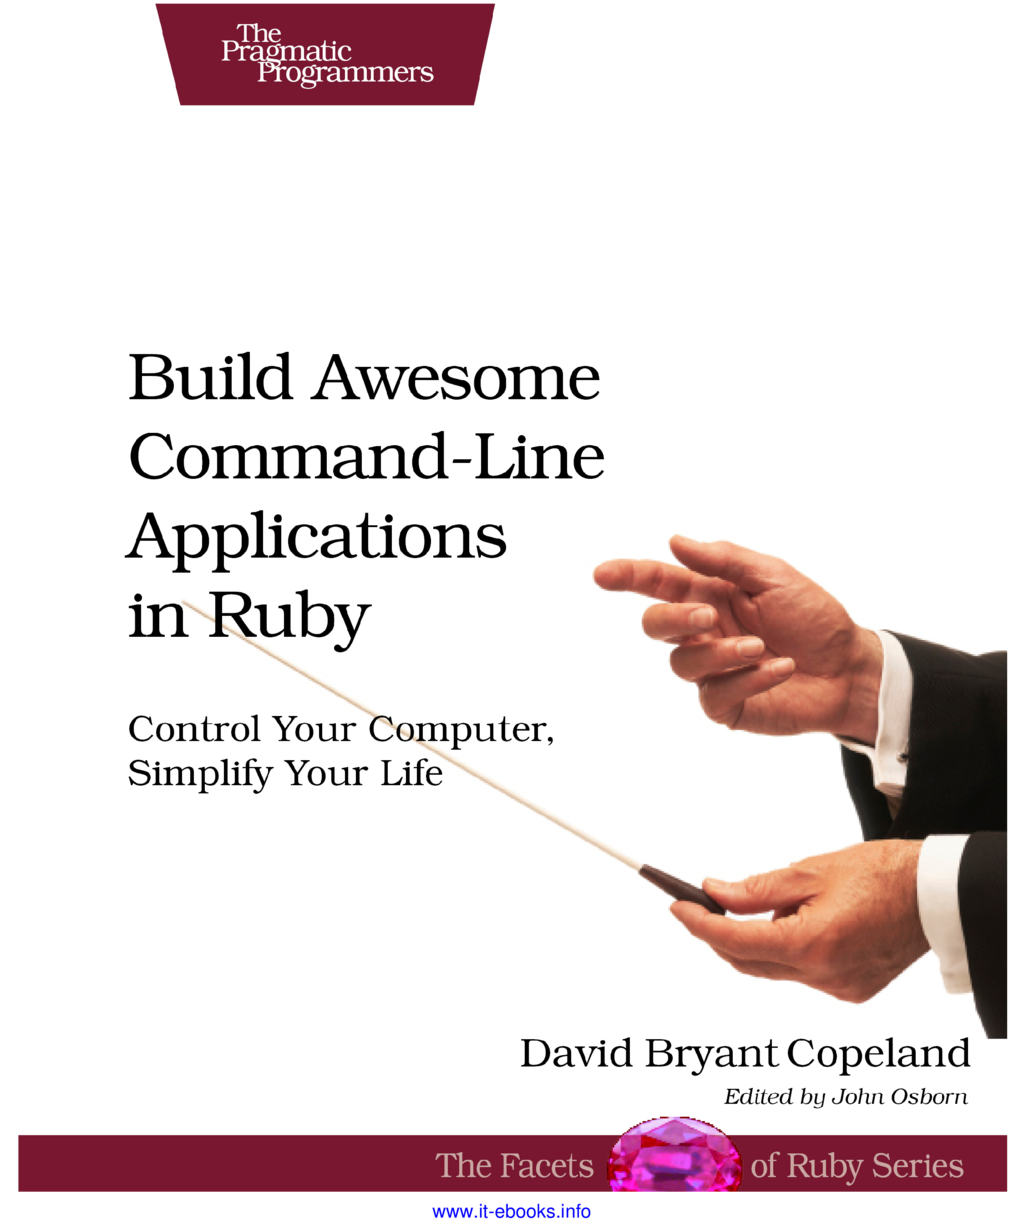 The
Pragmatic
Programmers
Build Awesome
Command-Line
Applications
in Ruby
Control Your Computer,
Simplify Your Life
David Bryant Copeland
Edited by John Osborn
The Facets of Ruby Series
www.it-ebooks.info